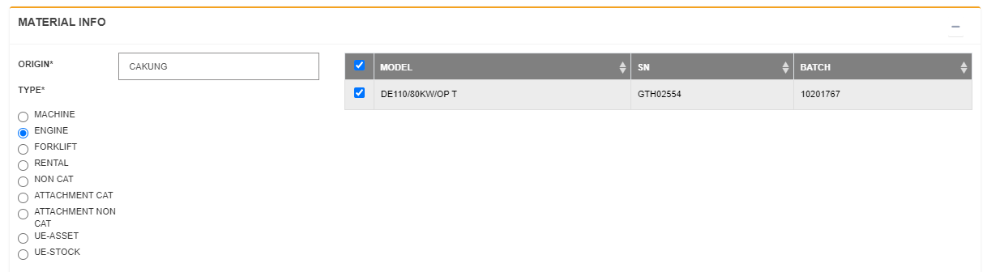 MATERIAL INFO
ORIGIN*
CAKUNG
TYPE*
MACHINE
ENGINE
FORKLIFT
RENTAL
NON CAT
ATTACHMENT CAT
ATTACHMENT NON
CAT
UE-ASSET
UE-STOCK
MODEL SN BATCH
DE110/80KW/OP T GTH02554 10201767